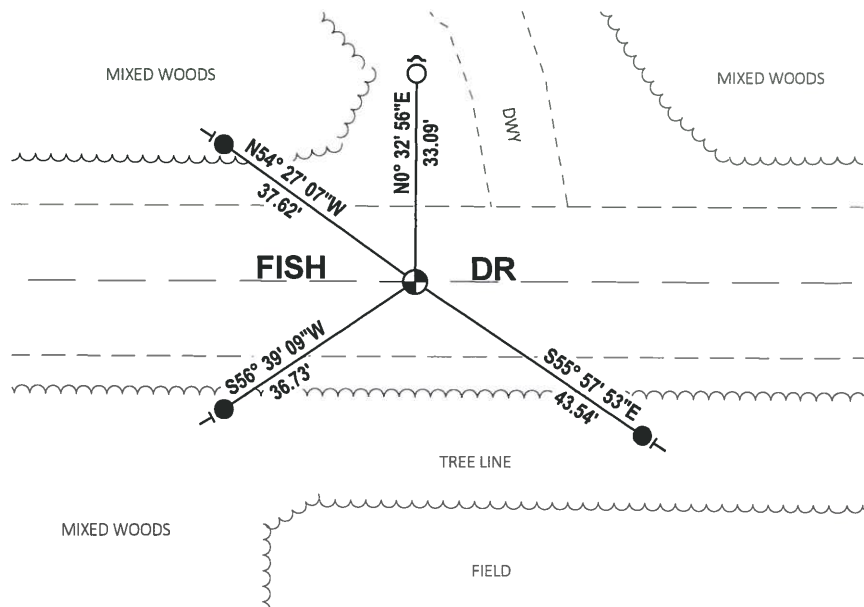 MIXED WOODS
MIXED WOODS
DWY
N0° 32' 56"E
33.09'
N54° 27' 07"W
37.62'
FISH DR
S56° 39' 09"W
36.73'
S55° 57' 53"E
43.54'
TREE LINE
MIXED WOODS
FIELD